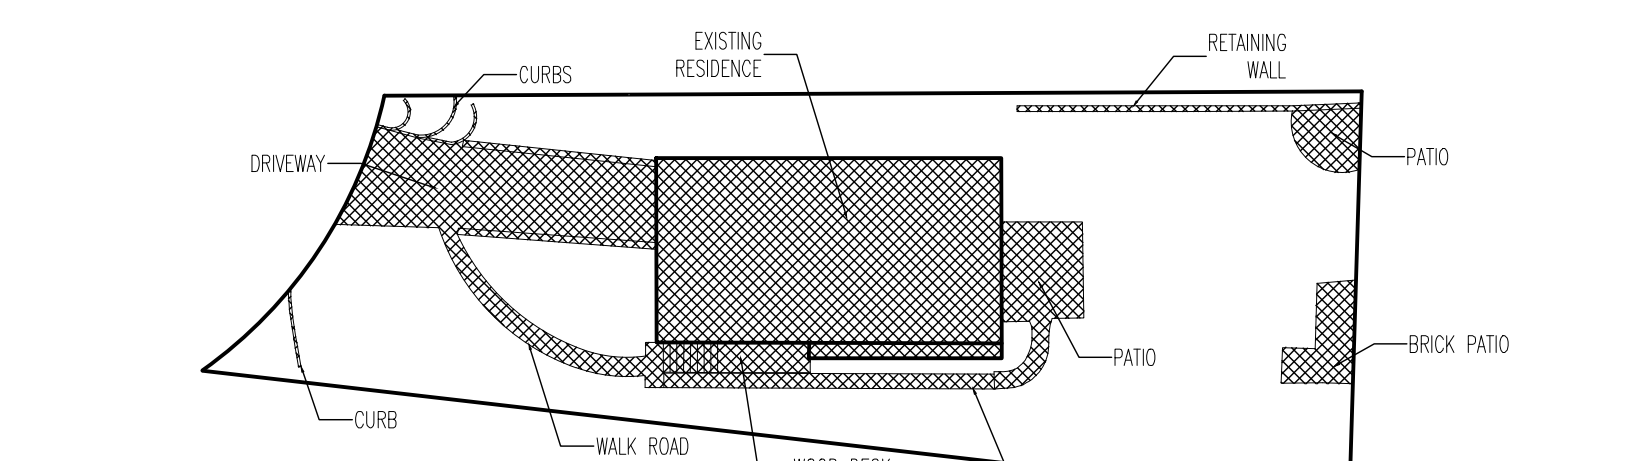 EXISTING
RESIDENCE
RETAINING
WALL
CURBS
DRIVEWAY
PATIO
BRICK PATIO
PATIO
CURB
WALK ROAD